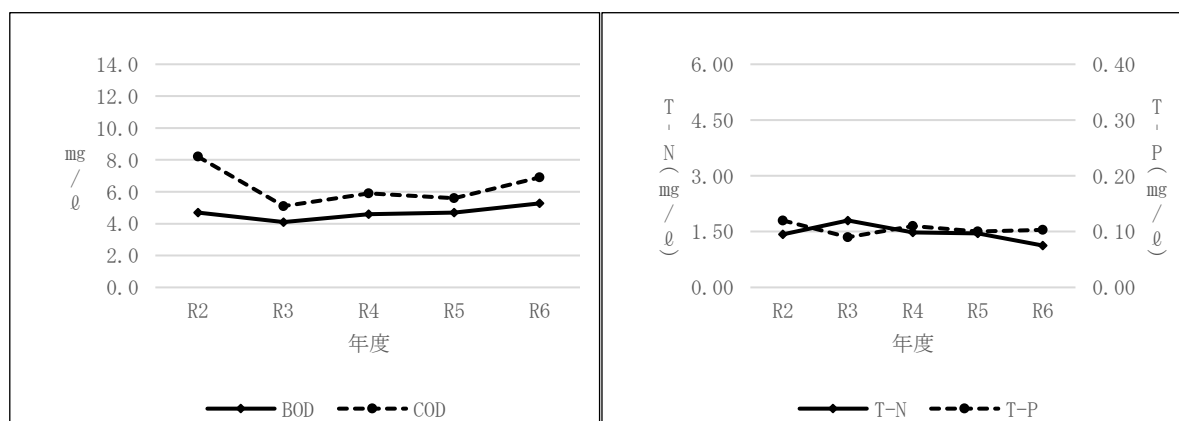 14.0
12.0
10.0
8.0
6.0
4.0
2.0
0.0
㎎/ℓ
R2 R3 R4 R5 R6
年度
BOD COD
6.00
4.50
3.00
1.50
0.00
T-N(㎎/ℓ)
0.40
0.30
0.20
0.10
0.00
T-P(㎎/ℓ)
R2 R3 R4 R5 R6
年度
T-N T-P